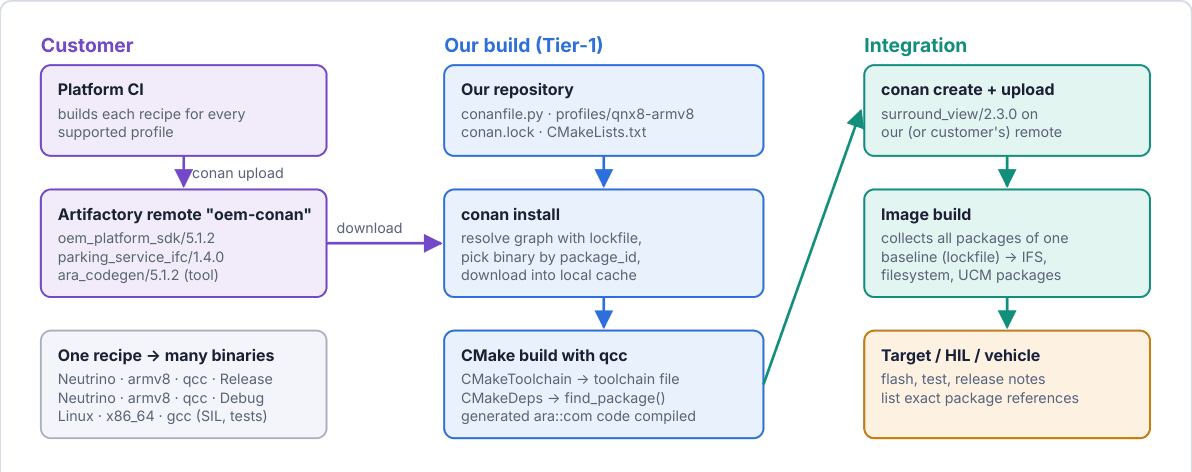 Customer
Platform CI
builds each recipe for every
supported profile
conan upload
Artifactory remote "oem-conan"
oem_platform_sdk/5.1.2
parking_service_ifc/1.4.0
ara_codegen/5.1.2 (tool)
download
One recipe → many binaries
Neutrino · armv8 · qcc · Release
Neutrino · armv8 · qcc · Debug
Linux · x86_64 · gcc (SIL, tests)
Our build (Tier-1)
Our repository
conanfile.py · profiles/qnx8-armv8
conan.lock · CMakeLists.txt
conan install
resolve graph with lockfile,
pick binary by package_id,
download into local cache
CMake build with qcc
CMakeToolchain → toolchain file
CMakeDeps → find_package()
generated ara::com code compiled
Integration
conan create + upload
surround_view/2.3.0 on
our (or customer's) remote
Image build
collects all packages of one
baseline (lockfile) → IFS,
filesystem, UCM packages
Target / HIL / vehicle
flash, test, release notes
list exact package references